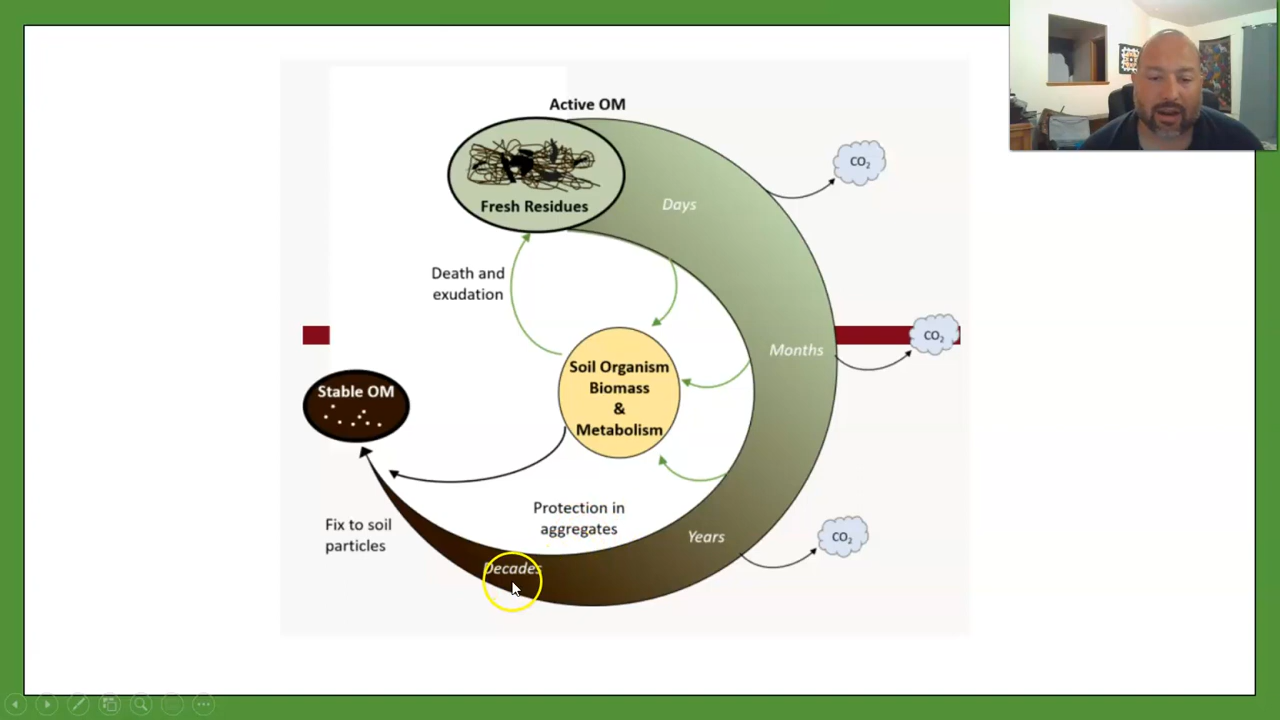 Active OM
Fresh Residues
Days
CO₂
Death and
exudation
Months
CO₂
Soil Organism
Biomass
&
Metabolism
Stable OM
Protection in
aggregates
Fix to soil
particles
Years
CO₂
Decades